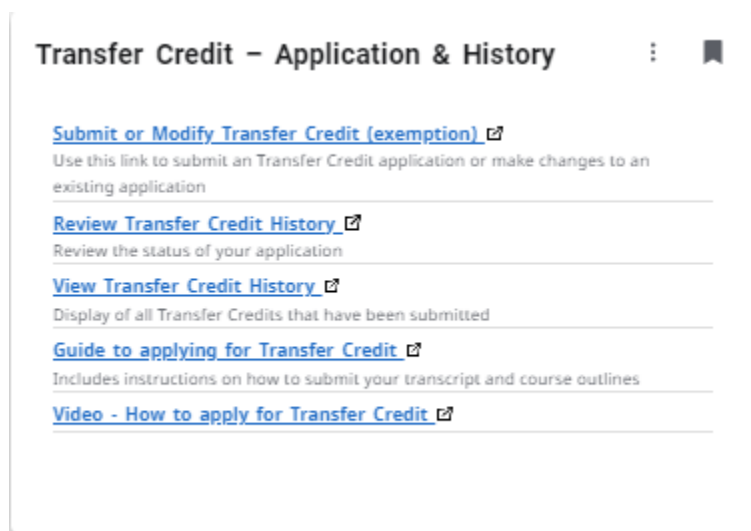 Transfer Credit – Application & History
Submit or Modify Transfer Credit (exemption)
Use this link to submit an Transfer Credit application or make changes to an
existing application
Review Transfer Credit History
Review the status of your application
View Transfer Credit History
Display of all Transfer Credits that have been submitted
Guide to applying for Transfer Credit
Includes instructions on how to submit your transcript and course outlines
Video - How to apply for Transfer Credit